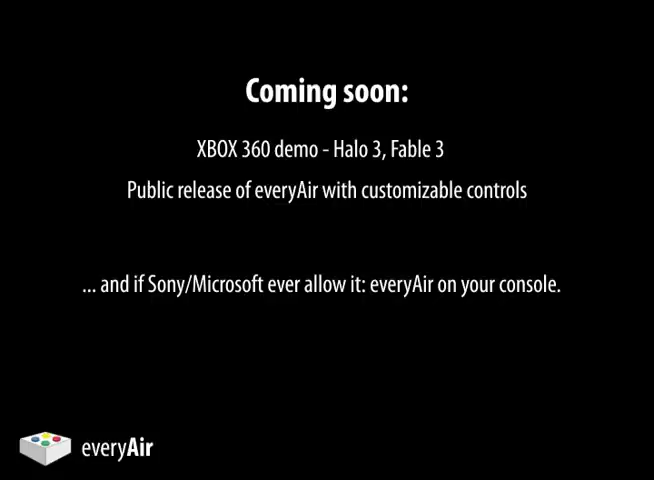 Coming soon:
XBOX 360 demo - Halo 3, Fable 3
Public release of everyAir with customizable controls
... and if Sony/Microsoft ever allow it: everyAir on your console.
everyAir